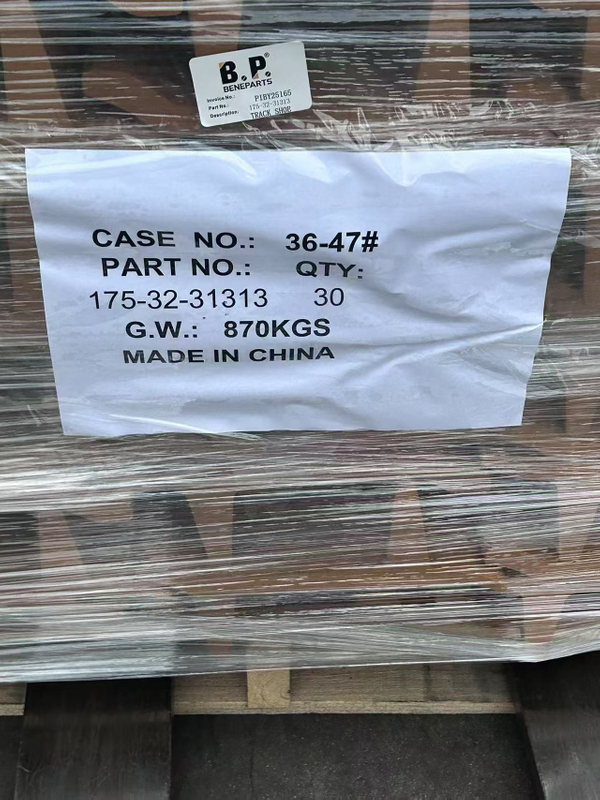 B.P.®
BENEPARTS
Invoice No.: PIBY25165
Part No.: 175-32-31313
Description: TRACK SHOE
CASE NO.: 36-47#
PART NO.: QTY:
175-32-31313 30
G.W.: 870KGS
MADE IN CHINA